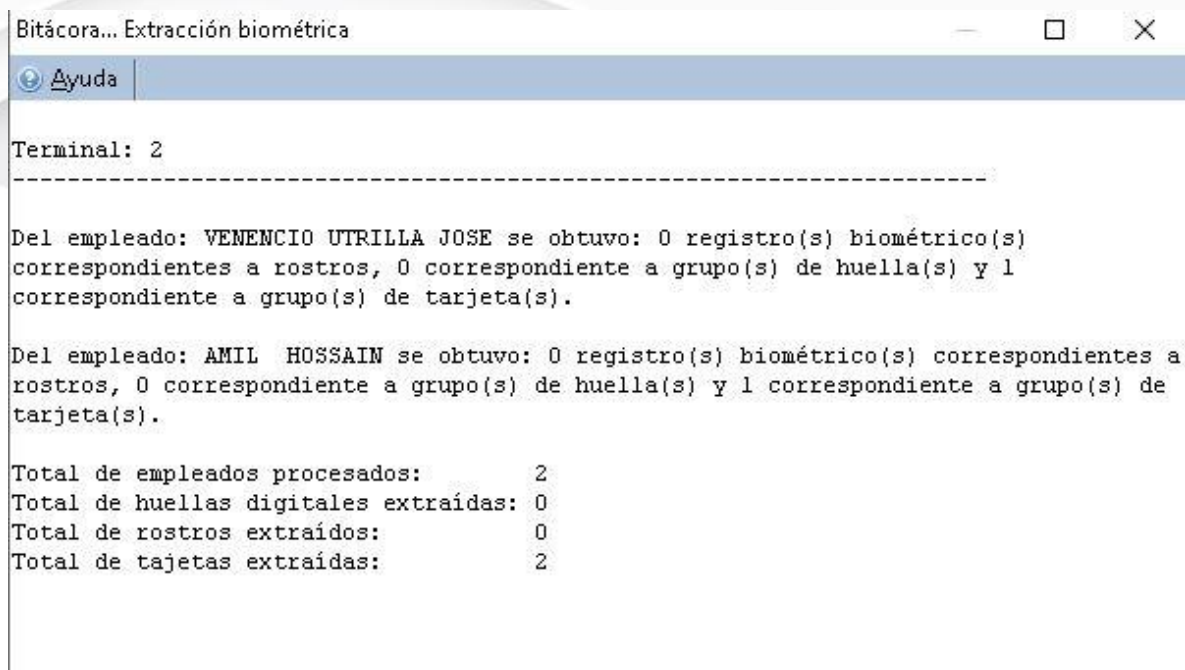 Bitácora... Extracción biométrica
Ayuda
Terminal: 2
-----------------------------------------------------------------------
Del empleado: VENENCIO UTRILLA JOSE se obtuvo: 0 registro(s) biométrico(s)
correspondientes a rostros, 0 correspondiente a grupo(s) de huella(s) y 1
correspondiente a grupo(s) de tarjeta(s).
Del empleado: AMIL  HOSSAIN se obtuvo: 0 registro(s) biométrico(s) correspondientes a
rostros, 0 correspondiente a grupo(s) de huella(s) y 1 correspondiente a grupo(s) de
tarjeta(s).
Total de empleados procesados: 2
Total de huellas digitales extraídas: 0
Total de rostros extraídos: 0
Total de tajetas extraídas: 2